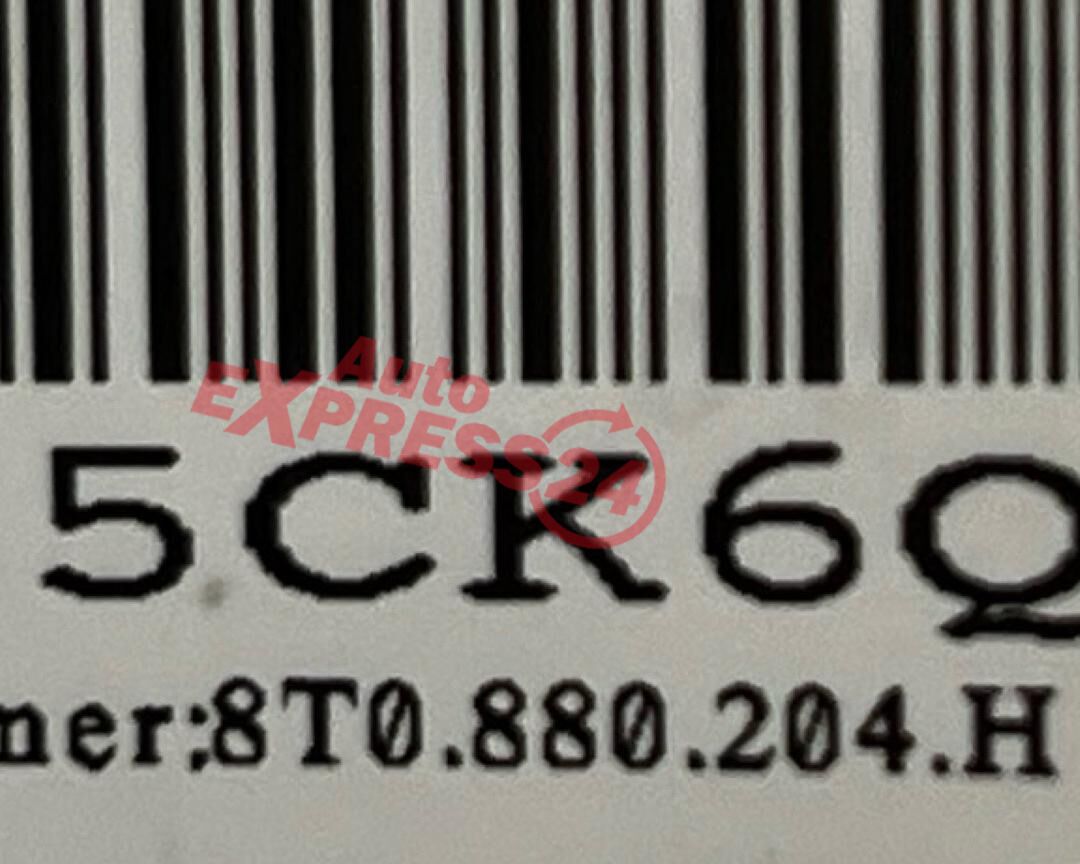 Auto
EXPRESS24
5CK6Q
mer:8T0.880.204.H